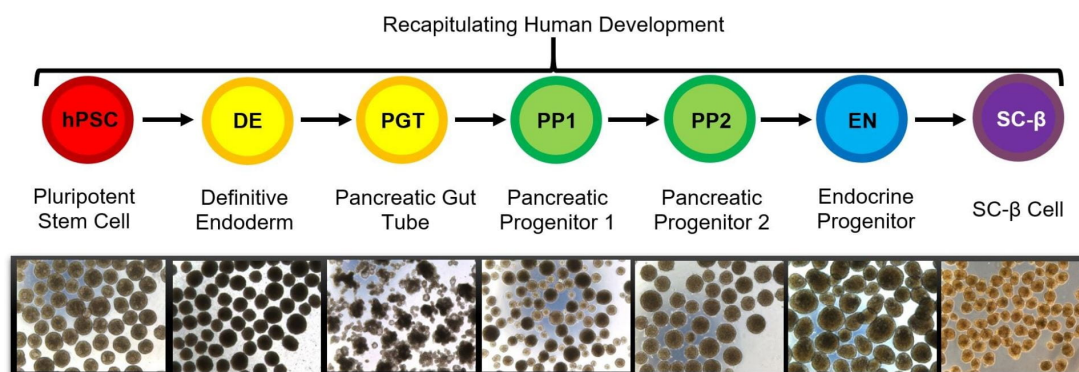 Recapitulating Human Development
hPSC
DE
PGT
PP1
PP2
EN
SC-β
Pluripotent
Stem Cell
Definitive
Endoderm
Pancreatic Gut
Tube
Pancreatic
Progenitor 1
Pancreatic
Progenitor 2
Endocrine
Progenitor
SC-β Cell